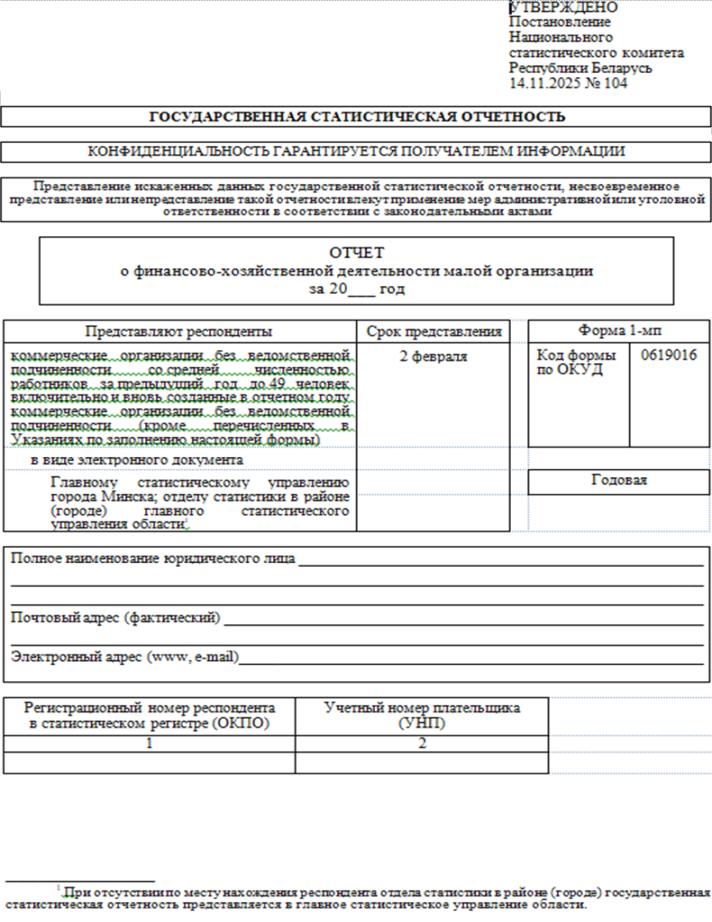 УТВЕРЖДЕНО
Постановление
Национального
статистического комитета
Республики Беларусь
14.11.2025 № 104
ГОСУДАРСТВЕННАЯ СТАТИСТИЧЕСКАЯ ОТЧЕТНОСТЬ
КОНФИДЕНЦИАЛЬНОСТЬ ГАРАНТИРУЕТСЯ ПОЛУЧАТЕЛЕМ ИНФОРМАЦИИ
Представление искаженных данных государственной статистической отчетности, несвоевременное
представление или непредставление такой отчетности влекут применение мер административной или уголовной
ответственности в соответствии с законодательными актами
ОТЧЕТ
о финансово-хозяйственной деятельности малой организации
за 20___ год
Представляют респонденты
Срок представления
коммерческие организации без ведомственной
подчиненности со средней численностью
работников за предыдущий год до 49 человек
включительно и вновь созданные в отчетном году
коммерческие организации без ведомственной
подчиненности (кроме перечисленных в
Указаниях по заполнению настоящей формы)
2 февраля
в виде электронного документа
Главному статистическому управлению
города Минска; отделу статистики в районе
(городе) главного статистического
управления области¹.
Форма 1-мп
Код формы
по ОКУД
0619016
Годовая
Полное наименование юридического лица
Почтовый адрес (фактический)
Электронный адрес (www, e-mail)
Регистрационный номер респондента
в статистическом регистре (ОКПО)
Учетный номер плательщика
(УНП)
1
2
¹ При отсутствии по месту нахождения респондента отдела статистики в районе (городе) государственная
статистическая отчетность представляется в главное статистическое управление области.